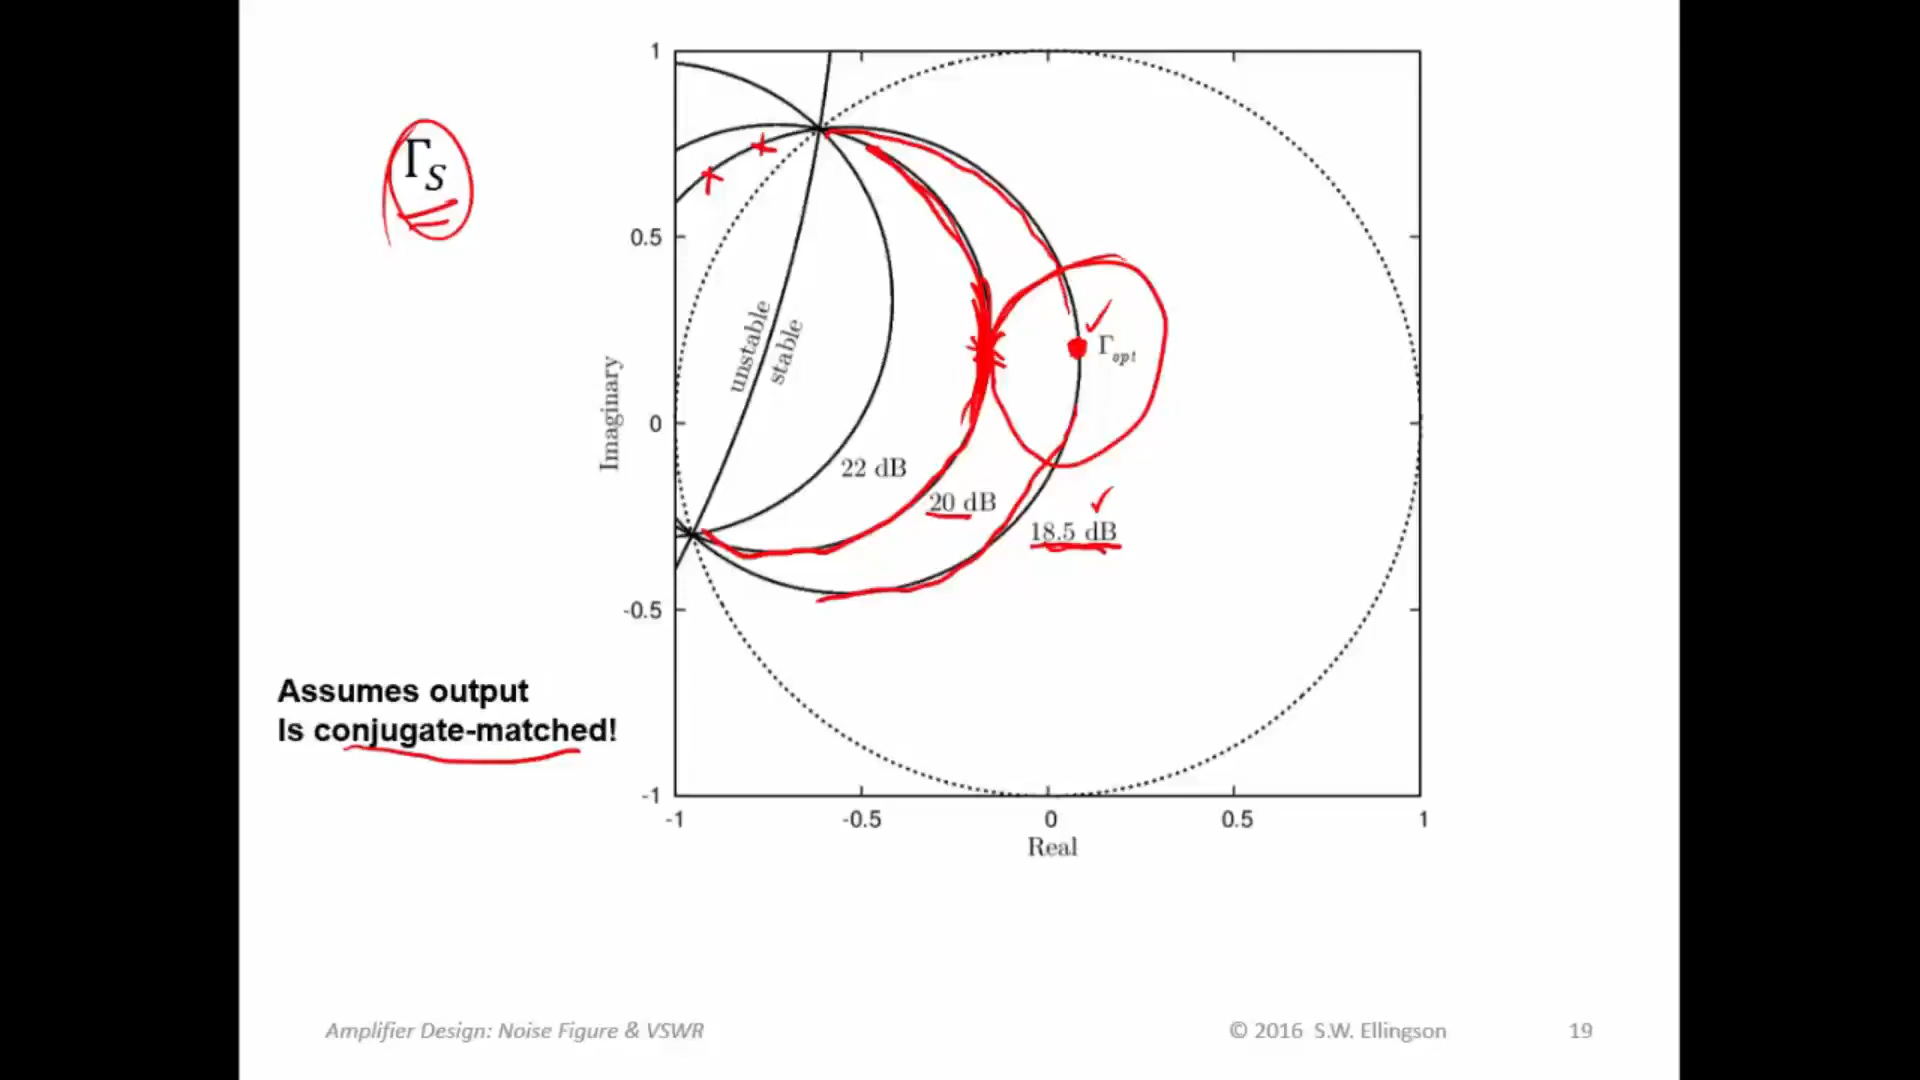 ΓS
1
0.5
0
-0.5
-1
-1
-0.5
0
0.5
1
Imaginary
Real
unstable
stable
22 dB
20 dB
18.5 dB
Γopt
Assumes output
Is conjugate-matched!
Amplifier Design: Noise Figure & VSWR
© 2016 S.W. Ellingson
19